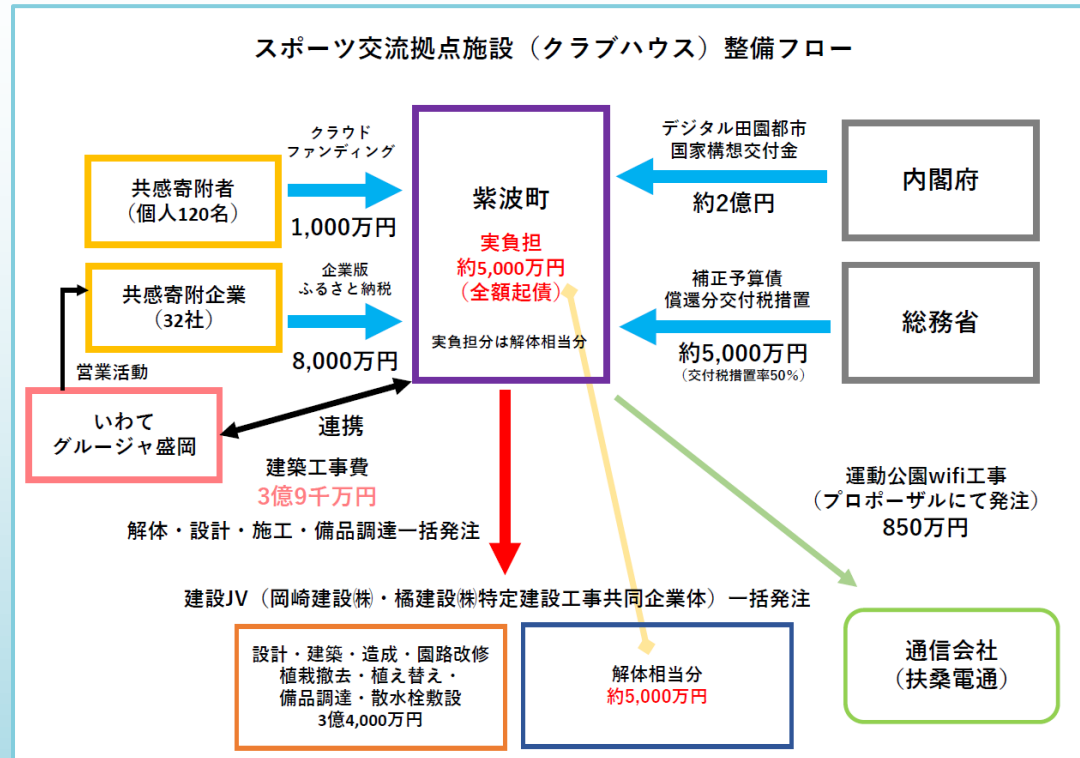 スポーツ交流拠点施設（クラブハウス）整備フロー
クラウド
ファンディング
共感寄附者
（個人120名）
1,000万円
企業版
ふるさと納税
共感寄附企業
（32社）
8,000万円
営業活動
いわて
グルージャ盛岡
連携
紫波町
実負担
約5,000万円
（全額起債）
実負担分は解体相当分
デジタル田園都市
国家構想交付金
約2億円
内閣府
補正予算債
償還分交付税措置
約5,000万円
（交付税措置率50%）
総務省
建築工事費
3億9千万円
解体・設計・施工・備品調達一括発注
運動公園wifi工事
（プロポーザルにて発注）
850万円
建設JV（岡崎建設㈱・橘建設㈱特定建設工事共同企業体）一括発注
設計・建築・造成・園路改修
植栽撤去・植え替え・
備品調達・散水栓敷設
3億4,000万円
解体相当分
約5,000万円
通信会社
（扶桑電通）